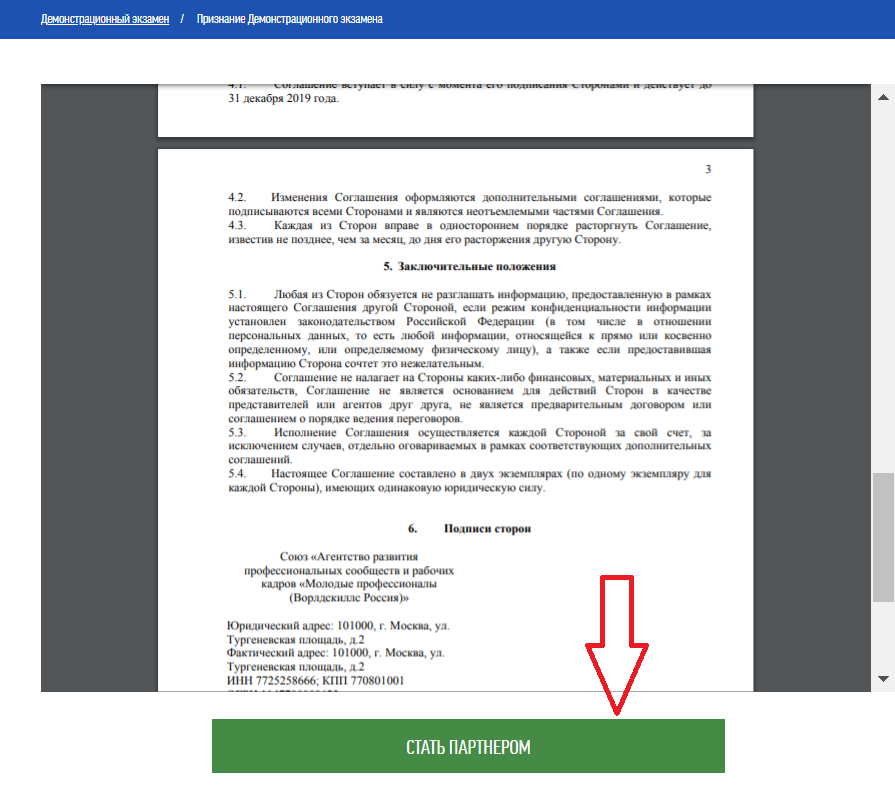 Демонстрационный экзамен / Признание Демонстрационного экзамена
4.1. Соглашение вступает в силу с момента его подписания Сторонами и действует до
31 декабря 2019 года.
3
4.2. Изменения Соглашения оформляются дополнительными соглашениями, которые
подписываются всеми Сторонами и являются неотъемлемыми частями Соглашения.
4.3. Каждая из Сторон вправе в одностороннем порядке расторгнуть Соглашение,
известив не позднее, чем за месяц, до дня его расторжения другую Сторону.
5. Заключительные положения
5.1. Любая из Сторон обязуется не разглашать информацию, предоставленную в рамках
настоящего Соглашения другой Стороной, если режим конфиденциальности информации
установлен законодательством Российской Федерации (в том числе в отношении
персональных данных, то есть любой информации, относящейся к прямо или косвенно
определенному, или определяемому физическому лицу), а также если предоставившая
информацию Сторона сочтет это нежелательным.
5.2. Соглашение не налагает на Стороны каких-либо финансовых, материальных и иных
обязательств, Соглашение не является основанием для действий Сторон в качестве
представителей или агентов друг друга, не является предварительным договором или
соглашением о порядке ведения переговоров.
5.3. Исполнение Соглашения осуществляется каждой Стороной за свой счет, за
исключением случаев, отдельно оговариваемых в рамках соответствующих дополнительных
соглашений.
5.4. Настоящее Соглашение составлено в двух экземплярах (по одному экземпляру для
каждой Стороны), имеющих одинаковую юридическую силу.
6. Подписи сторон
Союз «Агентство развития
профессиональных сообществ и рабочих
кадров «Молодые профессионалы
(Ворлдскиллс Россия)»
Юридический адрес: 101000, г. Москва, ул.
Тургеневская площадь, д.2
Фактический адрес: 101000, г. Москва, ул.
Тургеневская площадь, д.2
ИНН 7725258666; КПП 770801001
СТАТЬ ПАРТНЕРОМ